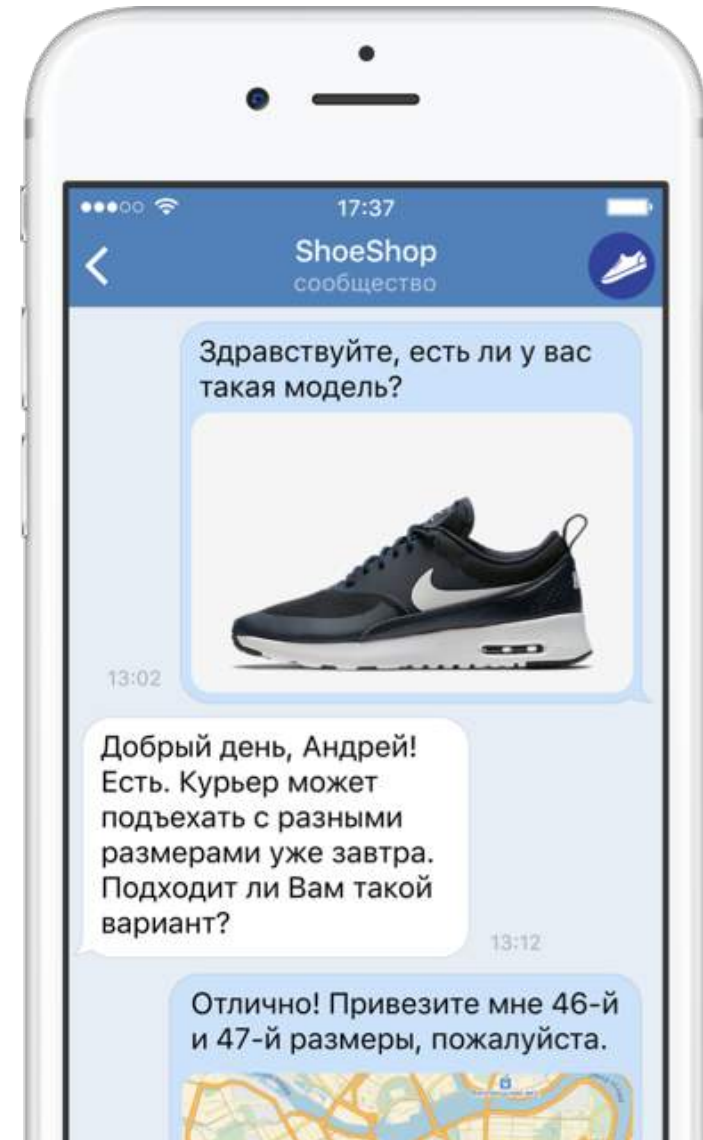 17:37
ShoeShop
сообщество
Здравствуйте, есть ли у вас
такая модель?
13:02
Добрый день, Андрей!
Есть. Курьер может
подъехать с разными
размерами уже завтра.
Подходит ли Вам такой
вариант?
13:12
Отлично! Привезите мне 46-й
и 47-й размеры, пожалуйста.